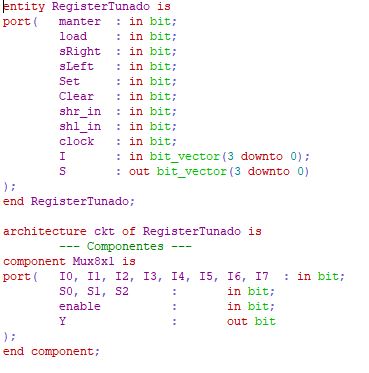 entity RegisterTunado is
port(   manter  : in bit;
        load    : in bit;
        sRight  : in bit;
        sLeft   : in bit;
        Set     : in bit;
        Clear   : in bit;
        shr_in  : in bit;
        shl_in  : in bit;
        clock   : in bit;
        I       : in bit_vector(3 downto 0);
        S       : out bit_vector(3 downto 0)
);
end RegisterTunado;
architecture ckt of RegisterTunado is
        --- Componentes ---
component Mux8x1 is
port(   I0, I1, I2, I3, I4, I5, I6, I7  : in bit;
        S0, S1, S2      :       in bit;
        enable          :       in bit;
        Y               :       out bit
);
end component;